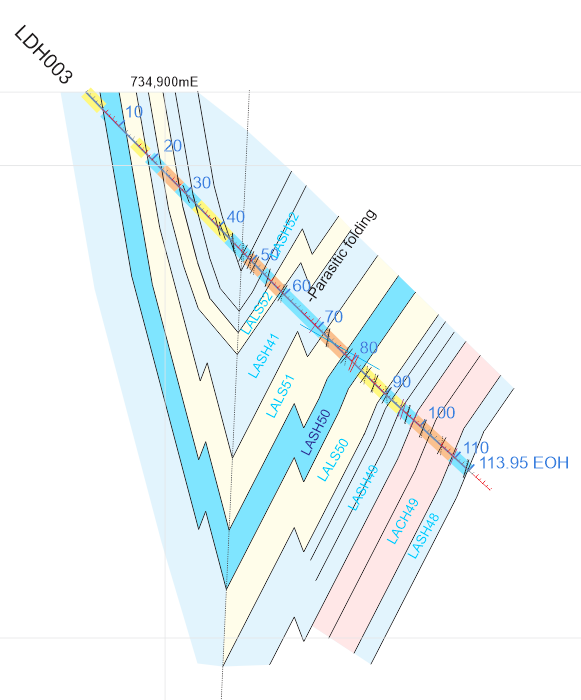 LDH003
734,900mE
10
20
30
40
ASH52
50
-Parasitic folding
60
LALS52
70
LASH41
80
LALS51
90
LASH50
100
LALS50
110
113.95 EOH
LASH49
LACH49
LASH48